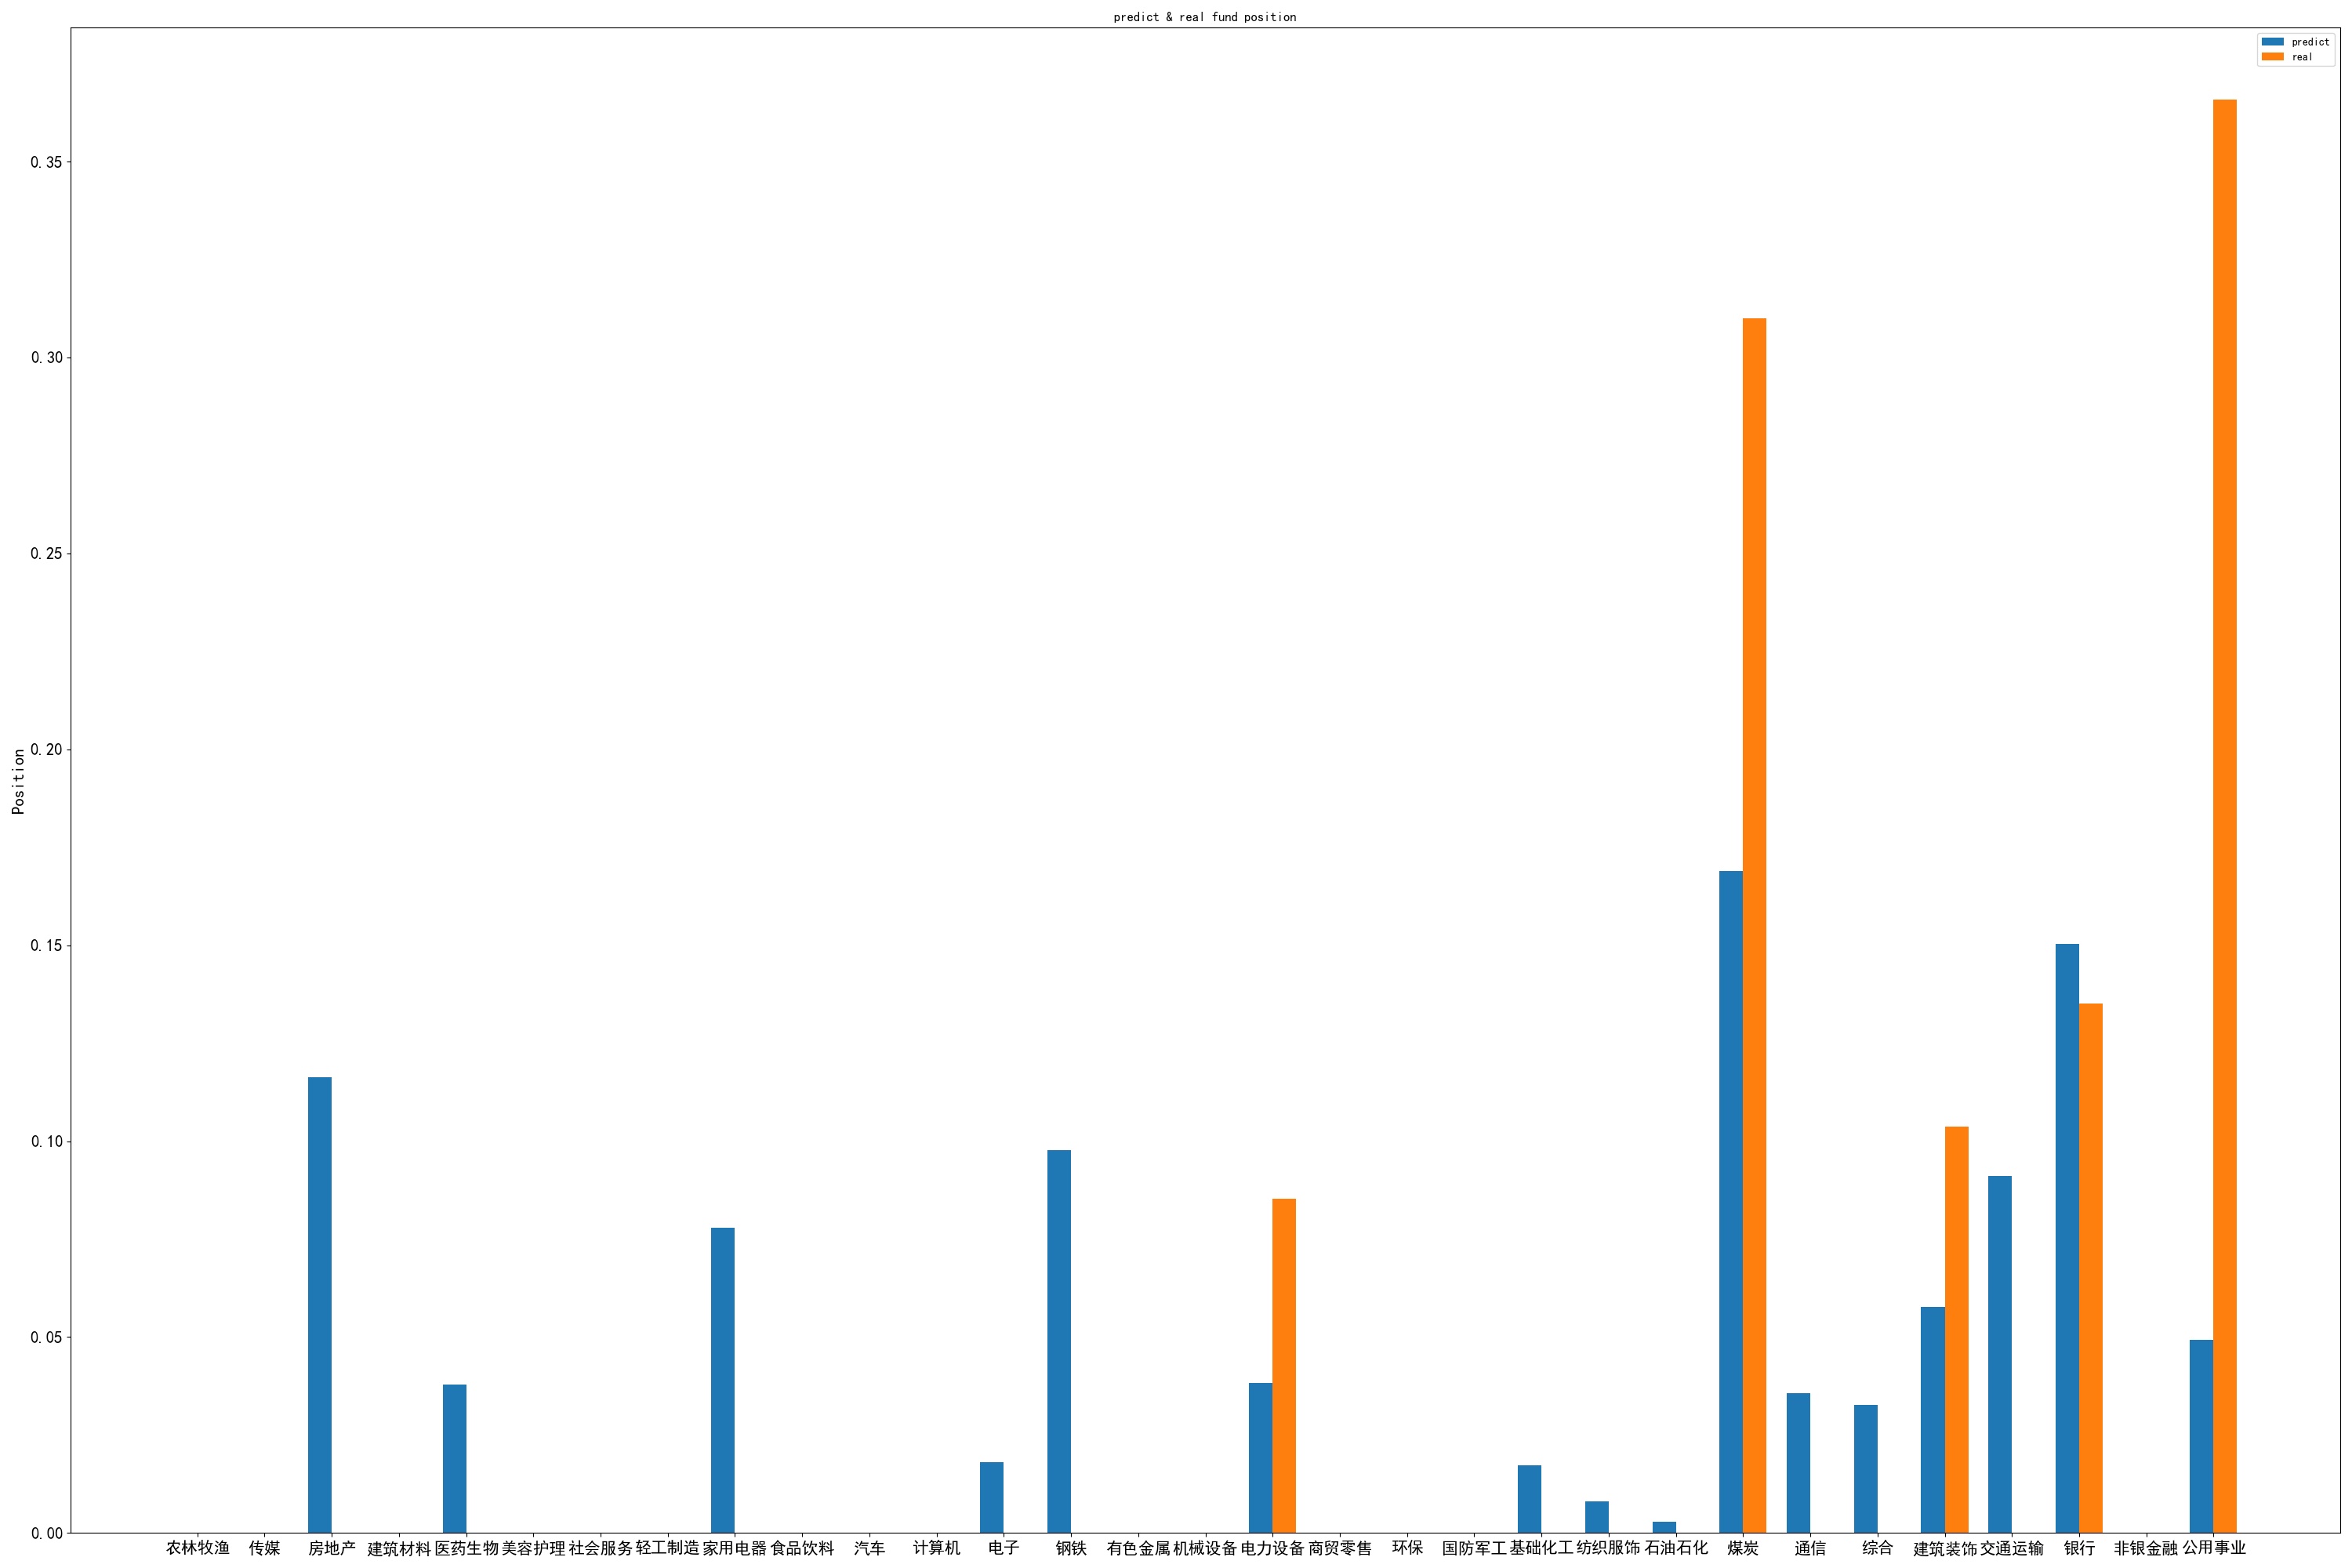 predict & real fund position
predict
real
0.35
0.30
0.25
0.20
0.15
0.10
0.05
0.00
Position
农林牧渔 传媒 房地产 建筑材料 医药生物 美容护理 社会服务 轻工制造 家用电器 食品饮料 汽车 计算机 电子 钢铁 有色金属 机械设备 电力设备 商贸零售 环保 国防军工 基础化工 纺织服饰 石油石化 煤炭 通信 综合 建筑装饰 交通运输 银行 非银金融 公用事业